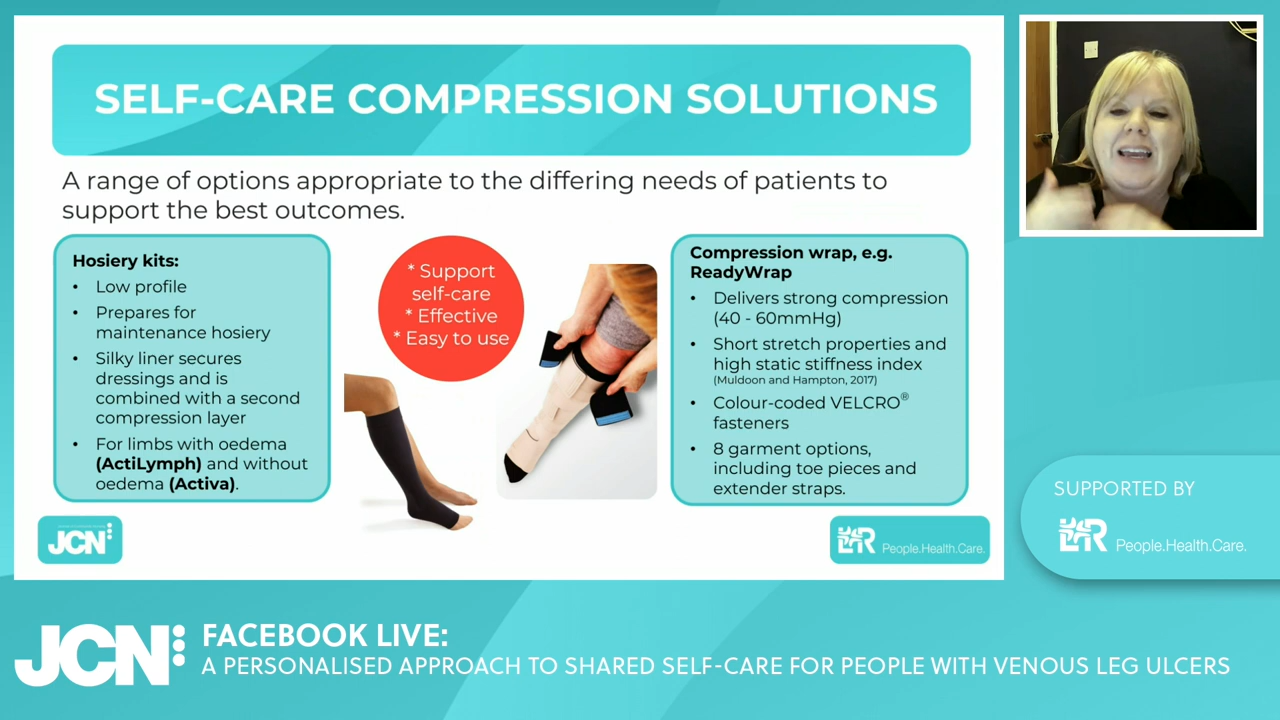 SELF-CARE COMPRESSION SOLUTIONS
A range of options appropriate to the differing needs of patients to
support the best outcomes.
Hosiery kits:
• Low profile
• Prepares for
maintenance hosiery
• Silky liner secures
dressings and is
combined with a second
compression layer
• For limbs with oedema
(ActiLymph) and without
oedema (Activa).
* Support
self-care
* Effective
* Easy to use
Compression wrap, e.g.
ReadyWrap
• Delivers strong compression
(40 - 60mmHg)
• Short stretch properties and
high static stiffness index
(Muldoon and Hampton, 2017)
• Colour-coded VELCRO®
fasteners
• 8 garment options,
including toe pieces and
extender straps.
JCN
L&R People.Health.Care.
SUPPORTED BY
L&R People.Health.Care.
JCN
FACEBOOK LIVE:
A PERSONALISED APPROACH TO SHARED SELF-CARE FOR PEOPLE WITH VENOUS LEG ULCERS